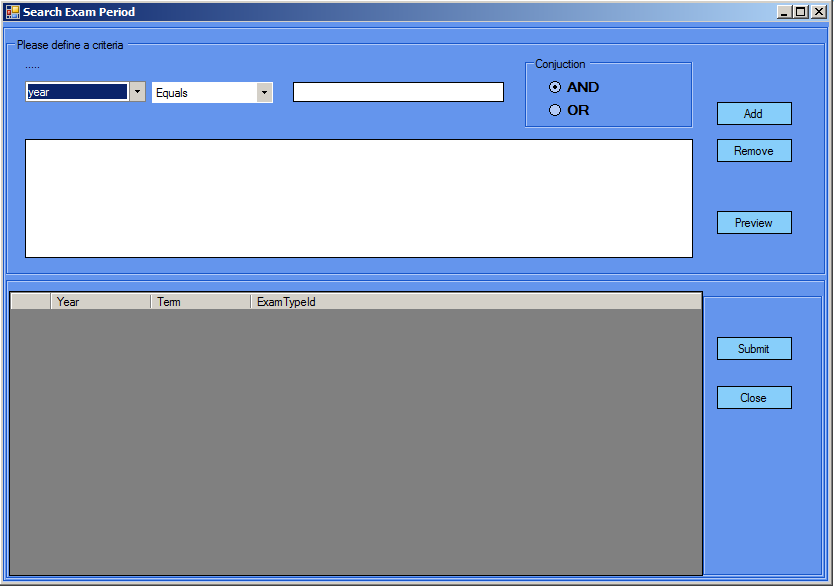 Search Exam Period
Please define a criteria
.....
year Equals
Conjuction
AND
OR
Add
Remove
Preview
Year Term ExamTypeId
Submit
Close